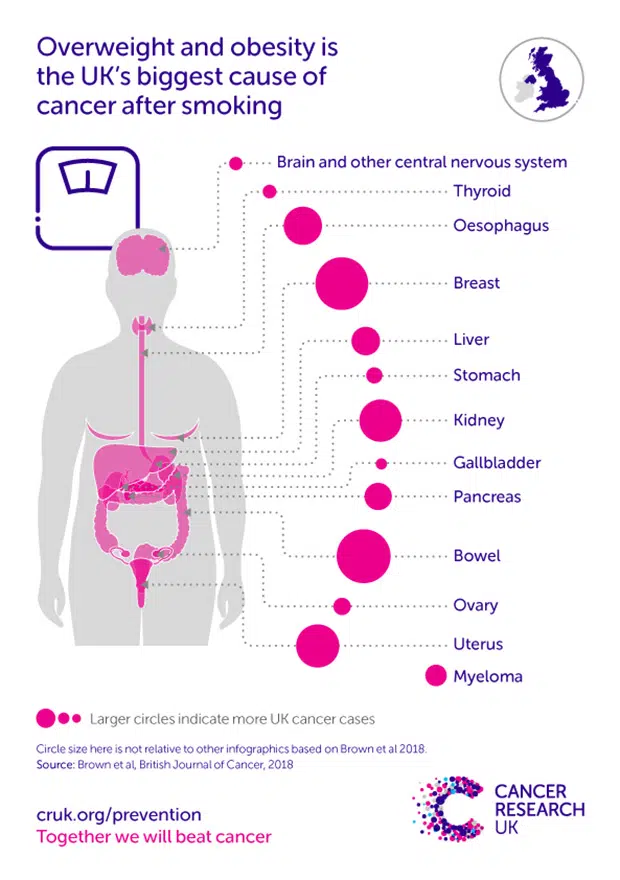 Overweight and obesity is
the UK's biggest cause of
cancer after smoking
Brain and other central nervous system
Thyroid
Oesophagus
Breast
Liver
Stomach
Kidney
Gallbladder
Pancreas
Bowel
Ovary
Uterus
Myeloma
Larger circles indicate more UK cancer cases
Circle size here is not relative to other infographics based on Brown et al 2018.
Source: Brown et al, British Journal of Cancer, 2018
cruk.org/prevention
Together we will beat cancer
CANCER
RESEARCH
UK